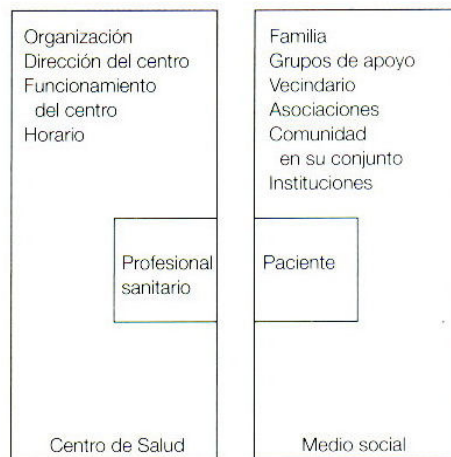 Organización
Dirección del centro
Funcionamiento
del centro
Horario
Profesional
sanitario
Centro de Salud
Familia
Grupos de apoyo
Vecindario
Asociaciones
Comunidad
en su conjunto
Instituciones
Paciente
Medio social